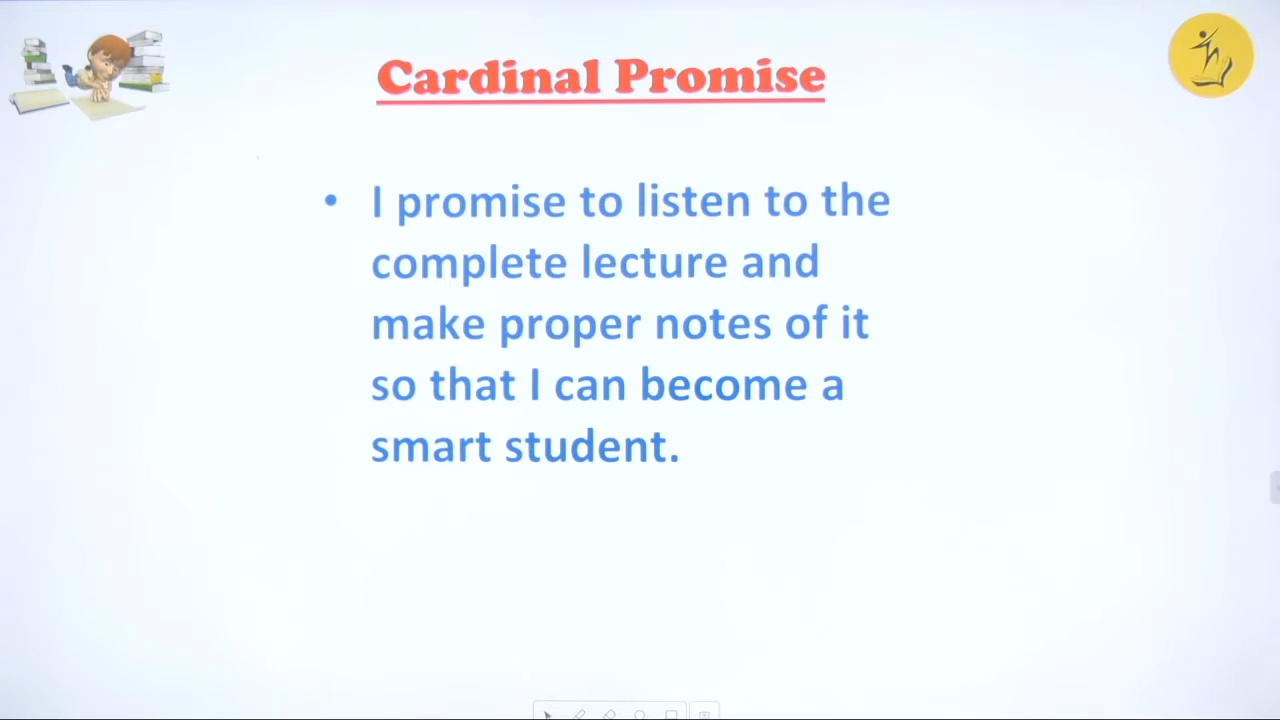 Cardinal Promise
• I promise to listen to the
complete lecture and
make proper notes of it
so that I can become a
smart student.